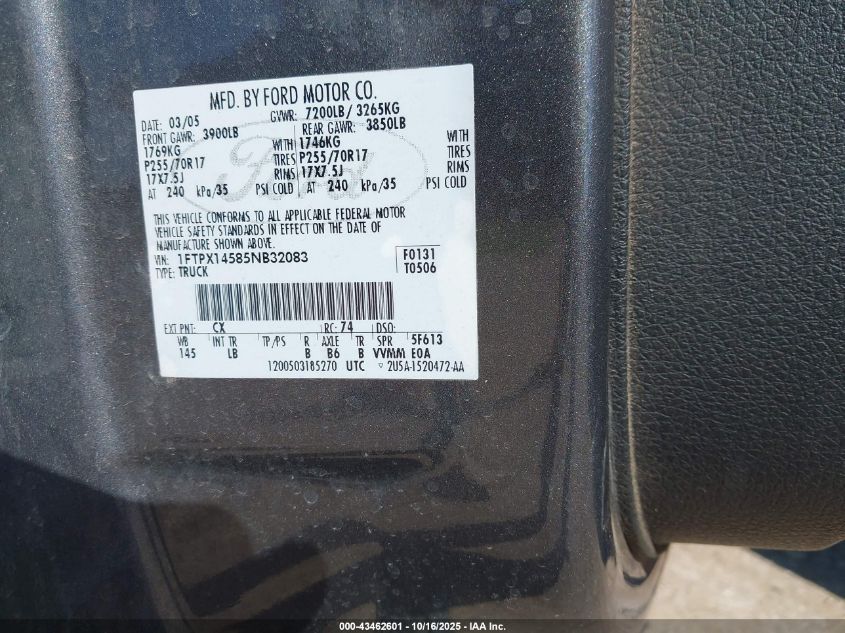 MFD. BY FORD MOTOR CO.
DATE: 03/05 GVWR: 7200LB/ 3265KG
FRONT GAWR: 3900LB REAR GAWR: 3850LB
1769KG WITH 1746KG WITH
P255/70R17 TIRES P255/70R17 TIRES
17X7.5J RIMS 17X7.5J RIMS
AT 240 kPa/35 PSI COLD AT 240 kPa/35 PSI COLD
Ford
THIS VEHICLE CONFORMS TO ALL APPLICABLE FEDERAL MOTOR
VEHICLE SAFETY STANDARDS IN EFFECT ON THE DATE OF
MANUFACTURE SHOWN ABOVE.
VIN: 1FTPX14585NB32083 F0131
TYPE: TRUCK T0506
EXT PNT: CX RC: 74 DSO:
WB INT TR TP/PS R AXLE TR SPR 5F613
145 LB B B6 B VVMM E0A
1200503185270 UTC ▽ 2U5A-1520472-AA
000-43462601 - 10/16/2025 - IAA Inc.